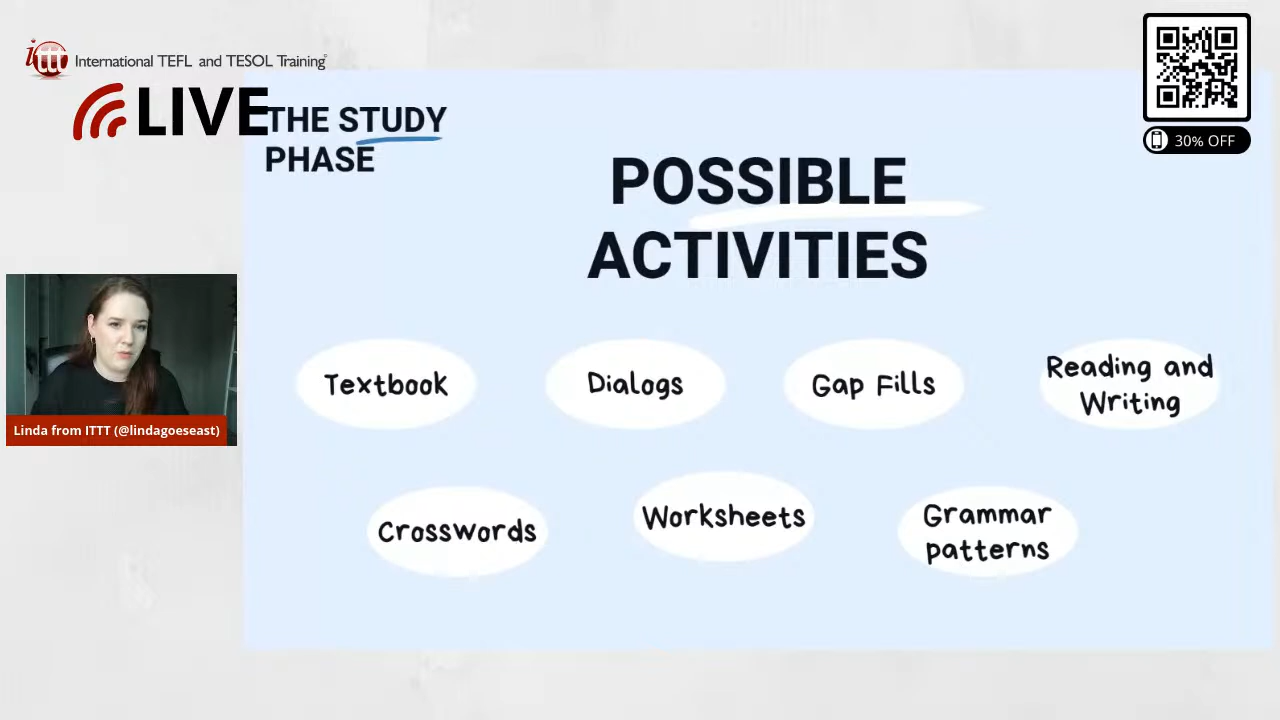 ittt International TEFL and TESOL Training
LIVE
THE STUDY
PHASE
30% OFF
POSSIBLE
ACTIVITIES
Textbook
Dialogs
Gap Fills
Reading and
Writing
Crosswords
Worksheets
Grammar
patterns
Linda from ITTT (@lindagoeseast)